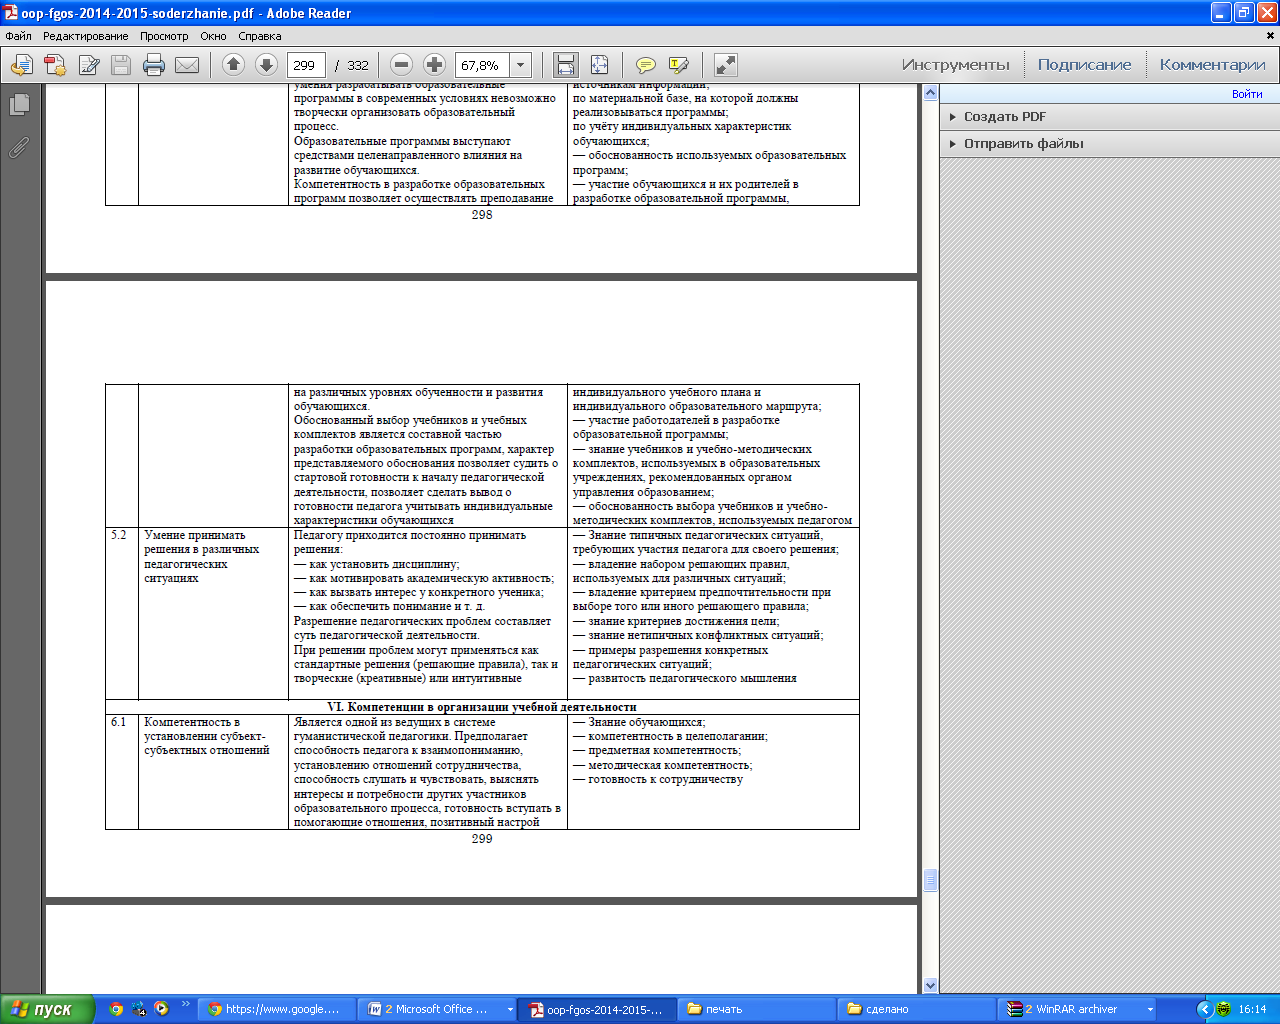 oop-fgos-2014-2015-soderzhanie.pdf - Adobe Reader
Файл Редактирование Просмотр Окно Справка
299 / 332 67,8% Инструменты Подписание Комментарии
Войти
Создать PDF
Отправить файлы
умения разрабатывать образовательные
программы в современных условиях невозможно
творчески организовать образовательный
процесс.
Образовательные программы выступают
средствами целенаправленного влияния на
развитие обучающихся.
Компетентность в разработке образовательных
программ позволяет осуществлять преподавание
источникам информации;
по материальной базе, на которой должны
реализовываться программы;
по учёту индивидуальных характеристик
обучающихся;
— обоснованность используемых образовательных
программ;
— участие обучающихся и их родителей в
разработке образовательной программы,
298
на различных уровнях обученности и развития
обучающихся.
Обоснованный выбор учебников и учебных
комплектов является составной частью
разработки образовательных программ, характер
представляемого обоснования позволяет судить о
стартовой готовности к началу педагогической
деятельности, позволяет сделать вывод о
готовности педагога учитывать индивидуальные
характеристики обучающихся
индивидуального учебного плана и
индивидуального образовательного маршрута;
— участие работодателей в разработке
образовательной программы;
— знание учебников и учебно-методических
комплектов, используемых в образовательных
учреждениях, рекомендованных органом
управления образованием;
— обоснованность выбора учебников и учебно-
методических комплектов, используемых педагогом
5.2
Умение принимать
решения в различных
педагогических
ситуациях
Педагогу приходится постоянно принимать
решения:
— как установить дисциплину;
— как мотивировать академическую активность;
— как вызвать интерес у конкретного ученика;
— как обеспечить понимание и т. д.
Разрешение педагогических проблем составляет
суть педагогической деятельности.
При решении проблем могут применяться как
стандартные решения (решающие правила), так и
творческие (креативные) или интуитивные
— Знание типичных педагогических ситуаций,
требующих участия педагога для своего решения;
— владение набором решающих правил,
используемых для различных ситуаций;
— владение критерием предпочтительности при
выборе того или иного решающего правила;
— знание критериев достижения цели;
— знание нетипичных конфликтных ситуаций;
— примеры разрешения конкретных
педагогических ситуаций;
— развитость педагогического мышления
VI. Компетенции в организации учебной деятельности
6.1
Компетентность в
установлении субъект-
субъектных отношений
Является одной из ведущих в системе
гуманистической педагогики. Предполагает
способность педагога к взаимопониманию,
установлению отношений сотрудничества,
способность слушать и чувствовать, выяснять
интересы и потребности других участников
образовательного процесса, готовность вступать в
помогающие отношения, позитивный настрой
— Знание обучающихся;
— компетентность в целеполагании;
— предметная компетентность;
— методическая компетентность;
— готовность к сотрудничеству
299
пуск
https://www.google....
2 Microsoft Office ...
oop-fgos-2014-2015-...
печать
сделано
2 WinRAR archiver
16:14